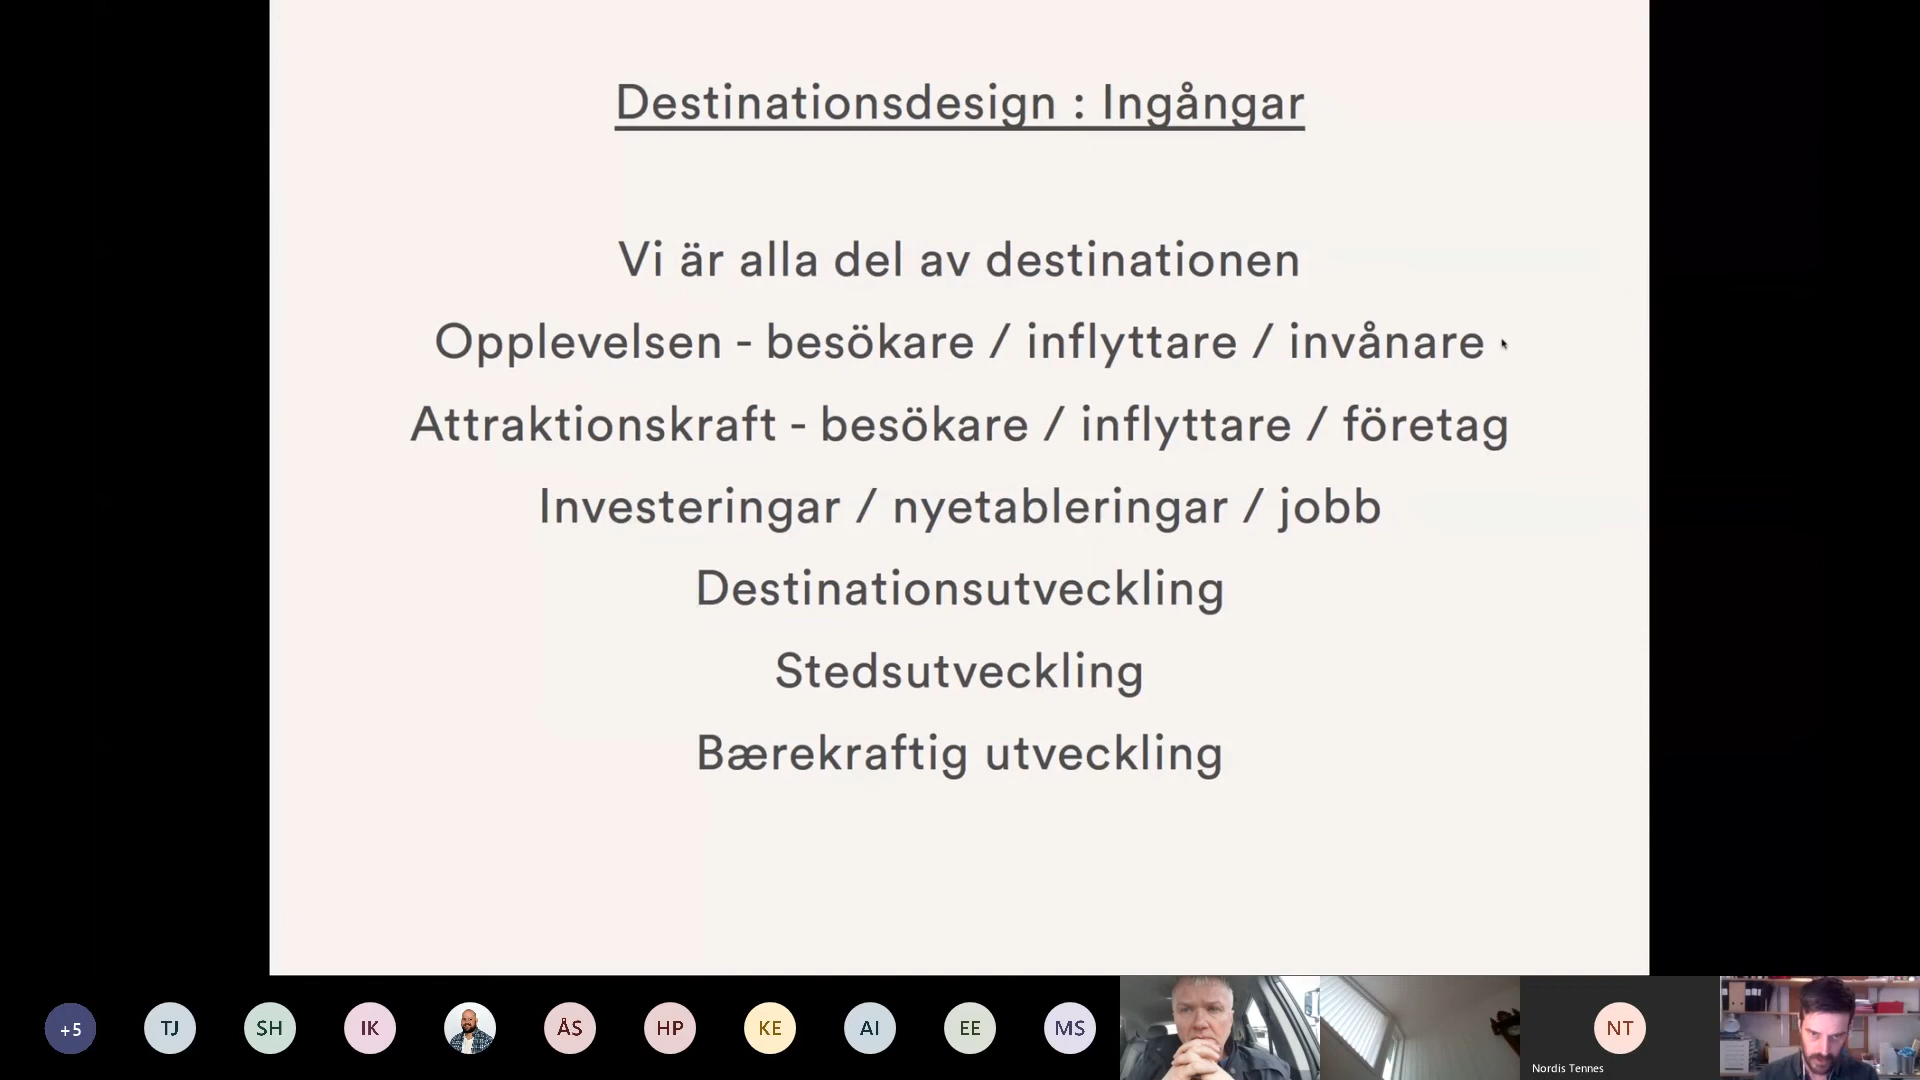 Destinationsdesign : Ingångar
Vi är alla del av destinationen
Opplevelsen - besökare / inflyttare / invånare
Attraktionskraft - besökare / inflyttare / företag
Investeringar / nyetableringar / jobb
Destinationsutveckling
Stedsutveckling
Bærekraftig utveckling
+5
TJ
SH
IK
ÅS
HP
KE
AI
EE
MS
NT
Nordis Tennes